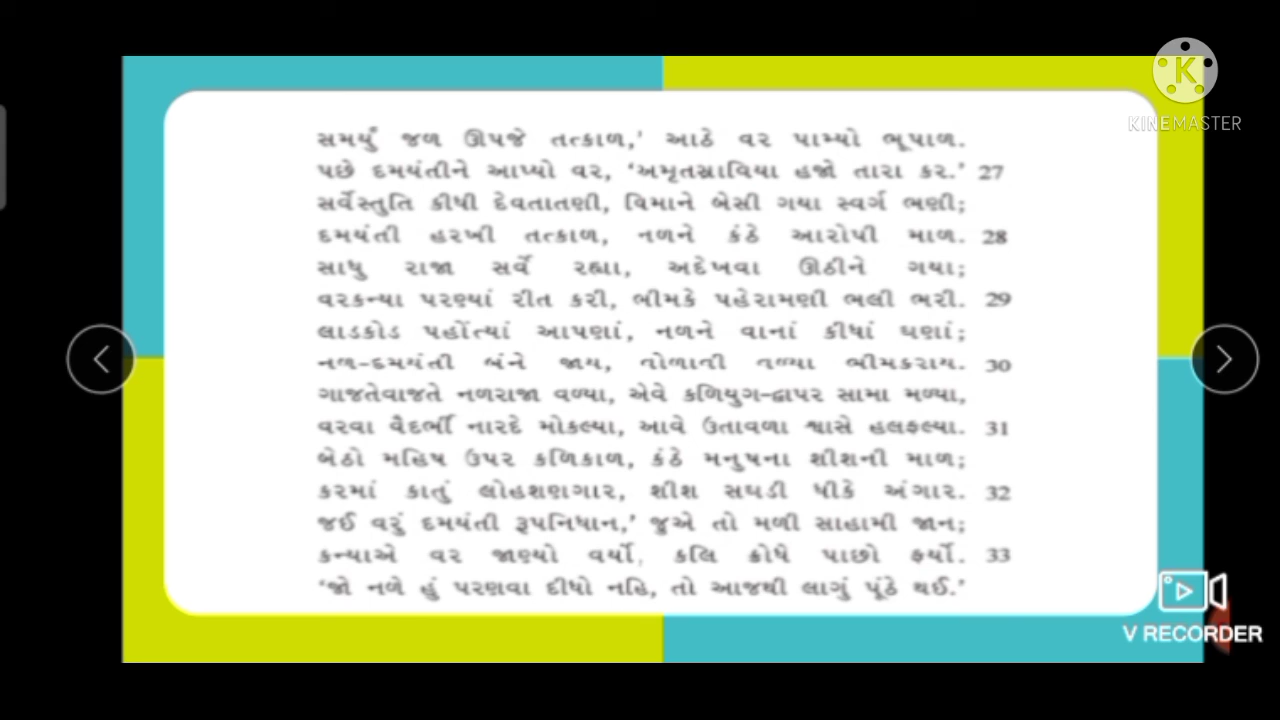 સમર્યું જળ ઊપજે તત્કાળ,' આઠે વર પામ્યો ભૂપાળ.
પછે દમયંતીને આપ્યો વર, 'અમૃતસ્રાવિયા હજો તારા કર.' 27
સર્વેસ્તુતિ કીધી દેવતાતણી, વિમાને બેસી ગયા સ્વર્ગ ભણી;
દમયંતી હરખી તત્કાળ, નળને કંઠે આરોપી માળ. 28
સાધુ રાજા સર્વે રહ્યા, અદેખવા ઊઠીને ગયા;
વરકન્યા પરણ્યાં રીત કરી, ભીમકે પહેરામણી ભલી ભરી. 29
લાડકોડ પહોંત્યાં આપણાં, નળને વાનાં કીધાં ઘણાં;
નળ-દમયંતી બંને જાય, વોળાવી વળ્યા ભીમકરાય. 30
ગાજતેવાજતે નળરાજા વળ્યા, એવે કળિયુગ-દ્વાપર સામા મળ્યા,
વરવા વૈદર્ભી નારદે મોકલ્યા, આવે ઉતાવળા શ્વાસે હલફલ્યા. 31
બેઠો મહિષ ઉપર કળિકાળ, કંઠે મનુષના શીશની માળ;
કરમાં કાતું લોહશણગાર, શીશ સઘડી ધીકે અંગાર. 32
જઈ વરું દમયંતી રૂપનિધાન,' જુએ તો મળી સાહામી જાન;
કન્યાએ વર જાણ્યો વર્યો, કલિ ક્રોધે પાછો ફર્યો. 33
'જો નળે હું પરણવા દીધો નહિ, તો આજથી લાગું પૂંઠે થઈ.'
K
KINEMASTER
V RECORDER